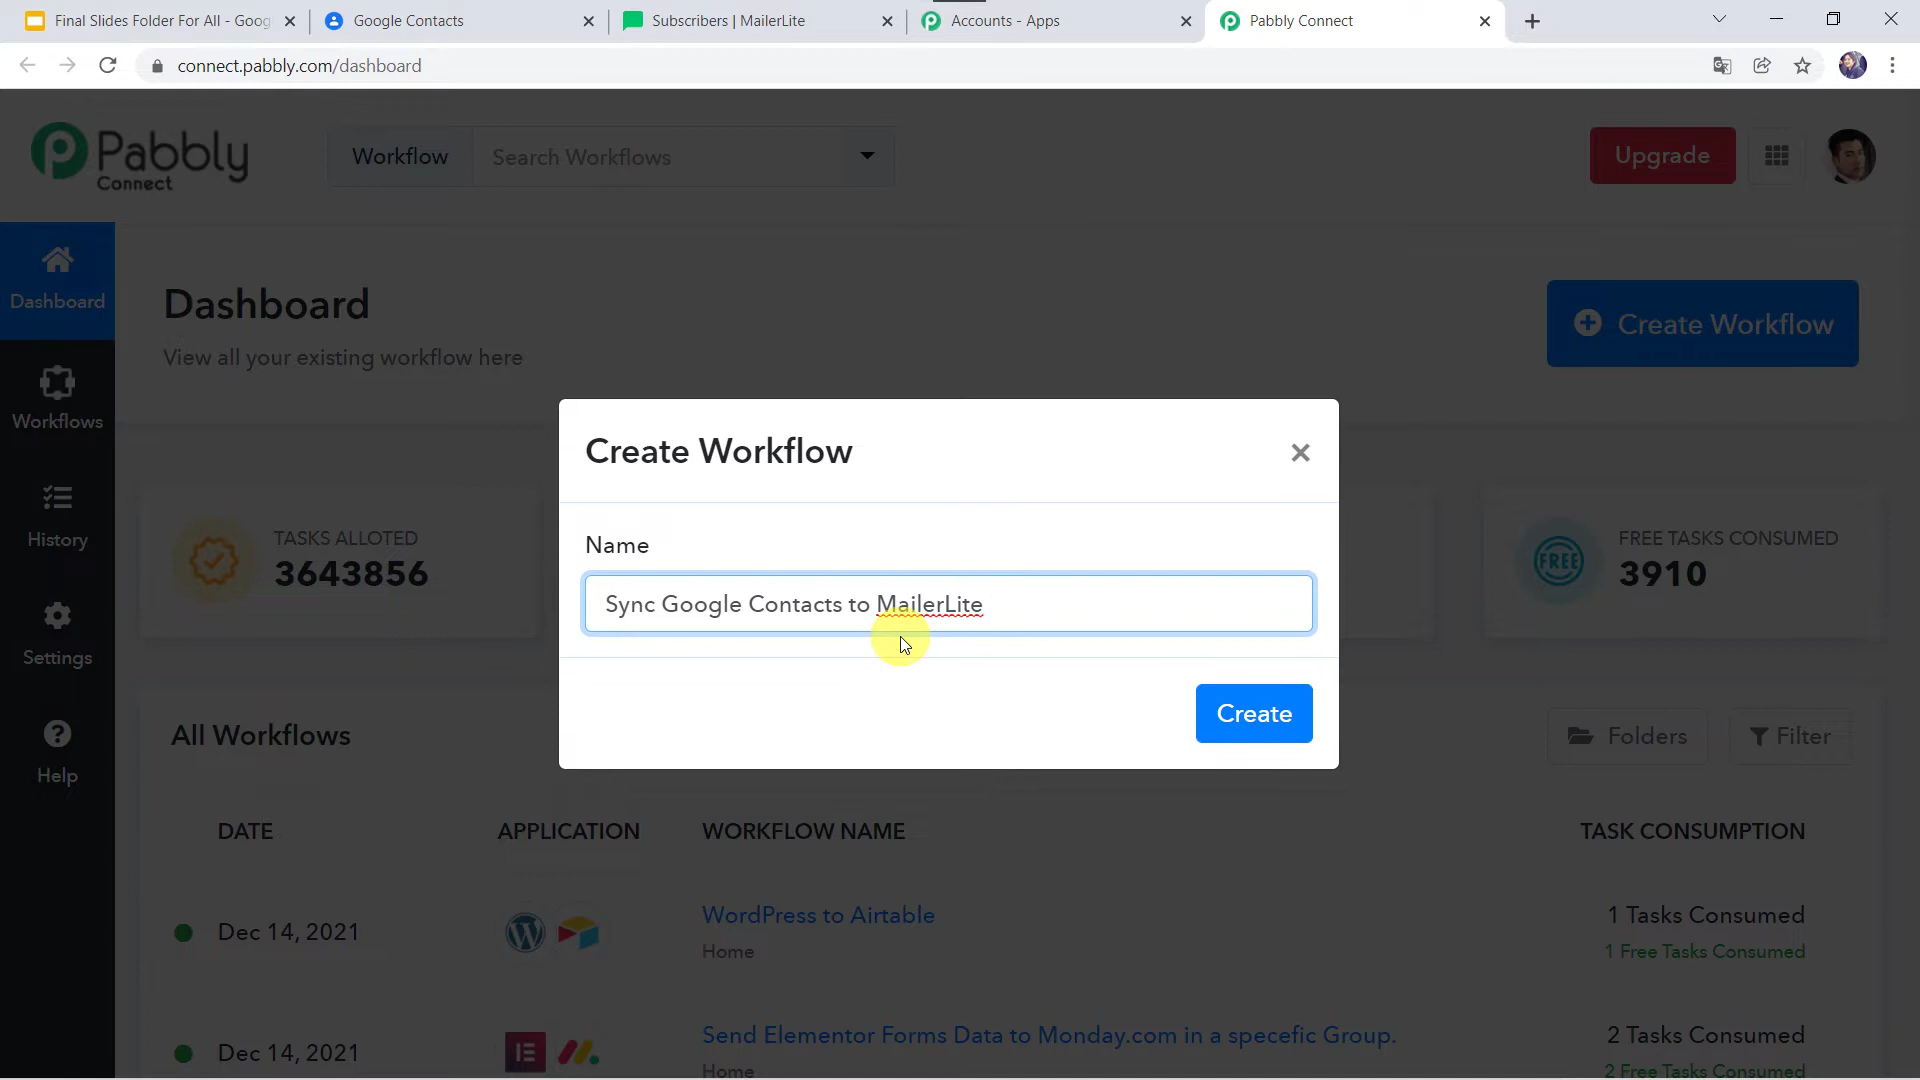 Final Slides Folder For All - Goog
Google Contacts
Subscribers | MailerLite
Accounts - Apps
Pabbly Connect
connect.pabbly.com/dashboard
Pabbly
Connect
Workflow
Search Workflows
Upgrade
Dashboard
Workflows
History
Settings
Help
Dashboard
View all your existing workflow here
Create Workflow
Create Workflow
Name
Sync Google Contacts to MailerLite
Create
TASKS ALLOTED
3643856
FREE
FREE TASKS CONSUMED
3910
All Workflows
Folders
Filter
DATE
APPLICATION
WORKFLOW NAME
TASK CONSUMPTION
Dec 14, 2021
WordPress to Airtable
Home
1 Tasks Consumed
1 Free Tasks Consumed
Dec 14, 2021
Send Elementor Forms Data to Monday.com in a specefic Group.
Home
2 Tasks Consumed
2 Free Tasks Consumed